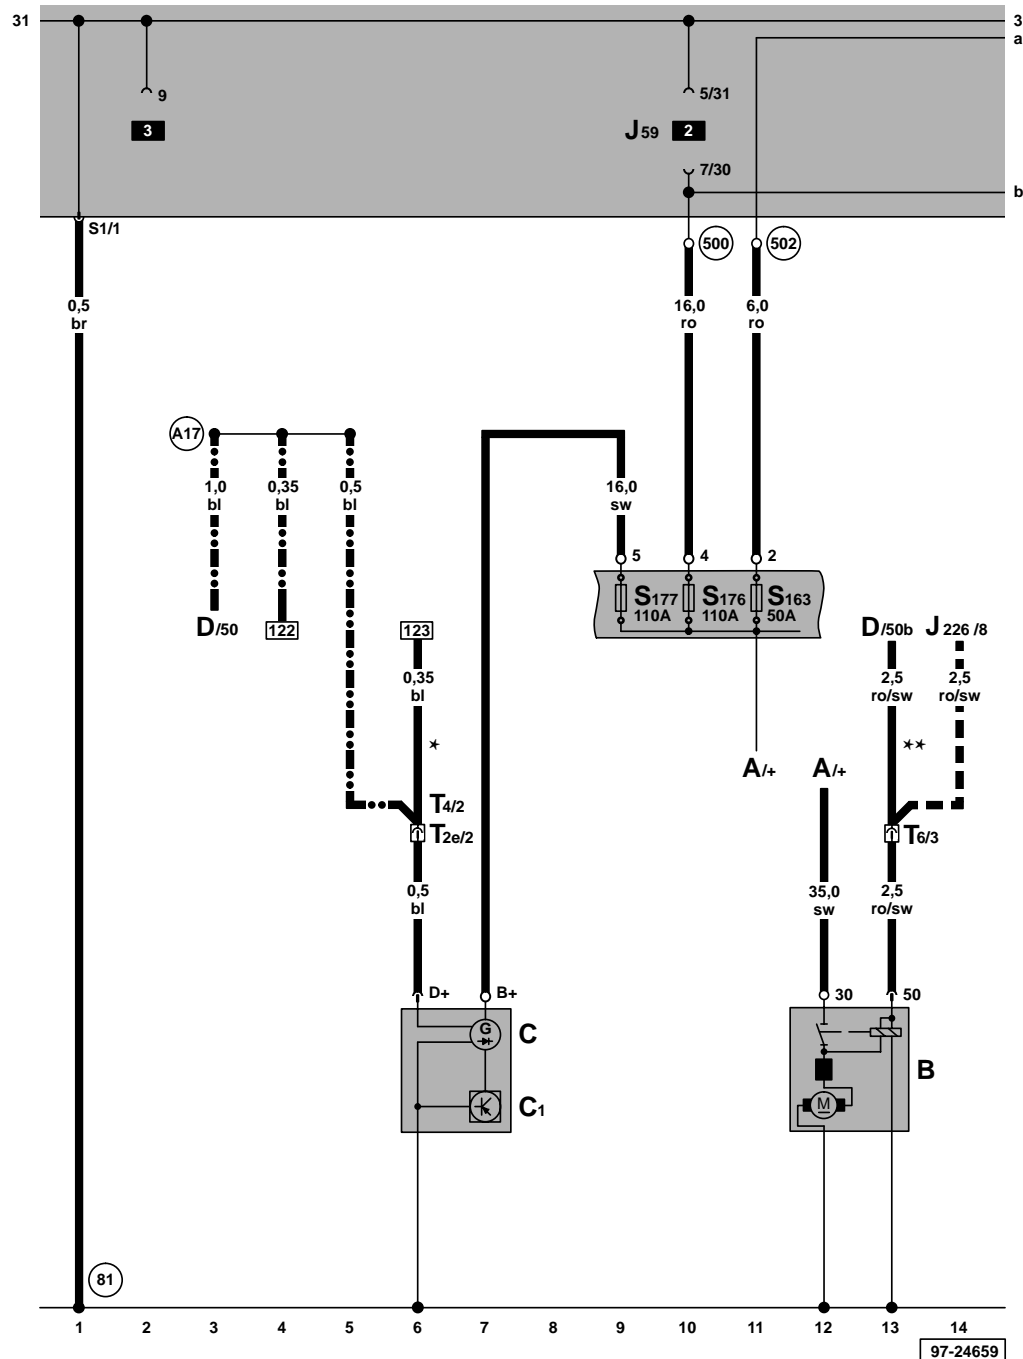 31
3
a
9
5/31
3
J59
2
7/30
b
S1/1
500
502
0,5
br
16,0
ro
6,0
ro
A17
1,0
bl
0,35
bl
0,5
bl
16,0
sw
5
4
2
S177
110A
S176
110A
S163
50A
D/50
122
123
D/50b
J226/8
0,35
bl
2,5
ro/sw
2,5
ro/sw
*
**
A/+
A/+
T4/2
T2e/2
T6/3
0,5
bl
35,0
sw
2,5
ro/sw
D+
B+
30
50
G
C
B
C1
M
81
1 2 3 4 5 6 7 8 9 10 11 12 13 14
97-24659